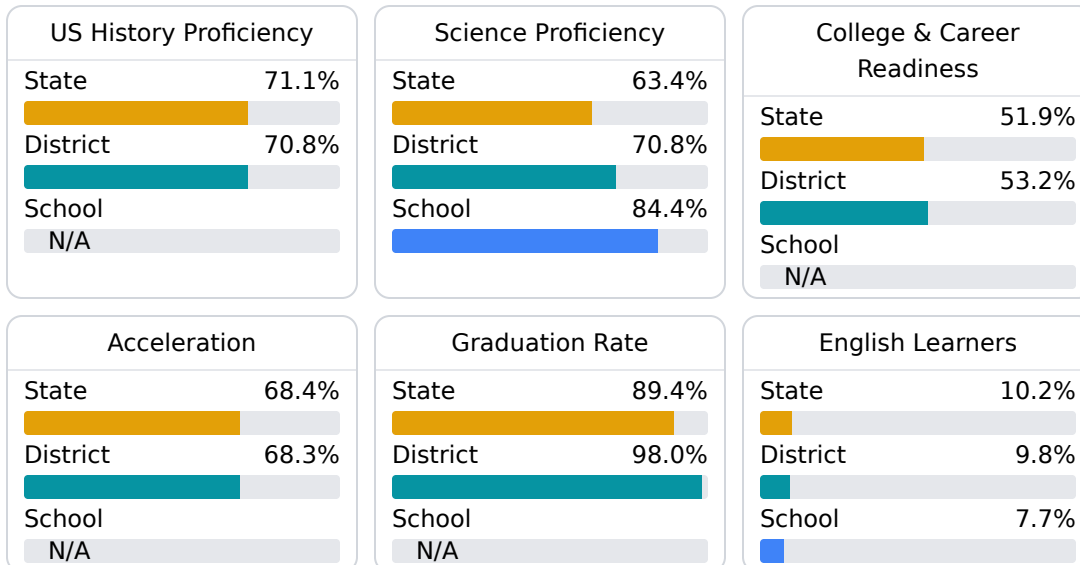 US History Proficiency
State 71.1%
District 70.8%
School
N/A
Science Proficiency
State 63.4%
District 70.8%
School 84.4%
College & Career
Readiness
State 51.9%
District 53.2%
School
N/A
Acceleration
State 68.4%
District 68.3%
School
N/A
Graduation Rate
State 89.4%
District 98.0%
School
N/A
English Learners
State 10.2%
District 9.8%
School 7.7%